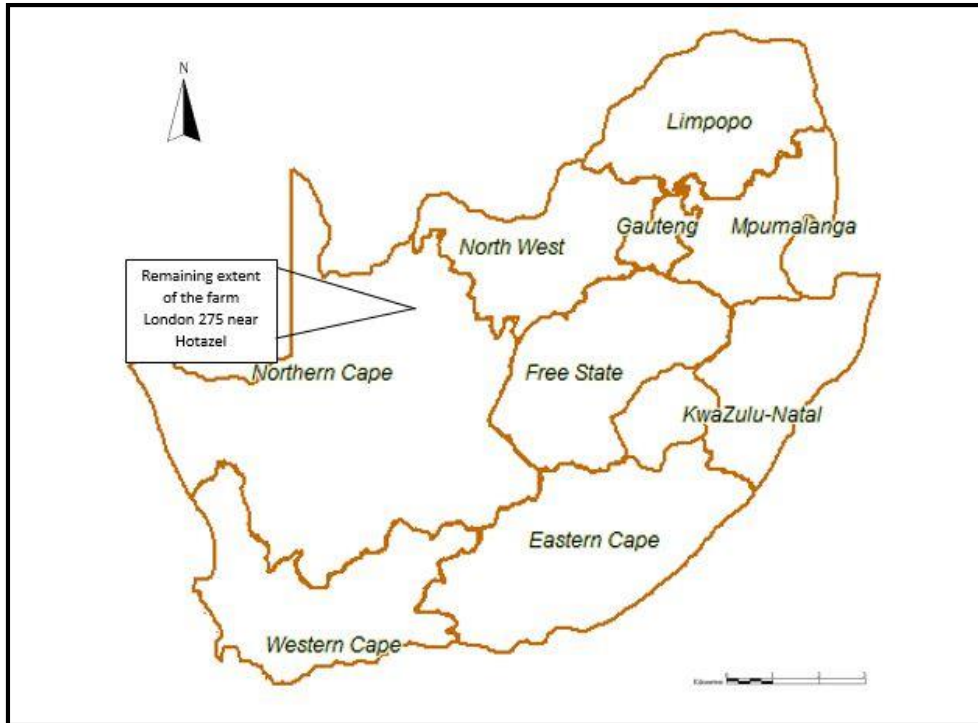 N
Limpopo
Gauteng
Mpumalanga
North West
Remaining extent
of the farm
London 275 near
Hotazel
Northern Cape
Free State
KwaZulu-Natal
Eastern Cape
Western Cape